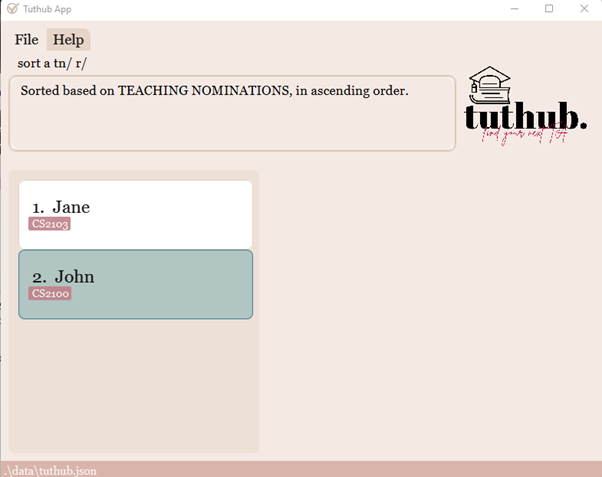 Tuthub App
File Help
sort a tn/ r/
Sorted based on TEACHING NOMINATIONS, in ascending order.
tuthub.
find your next TA
1. Jane
CS2103
2. John
CS2100
.\data\tuthub.json